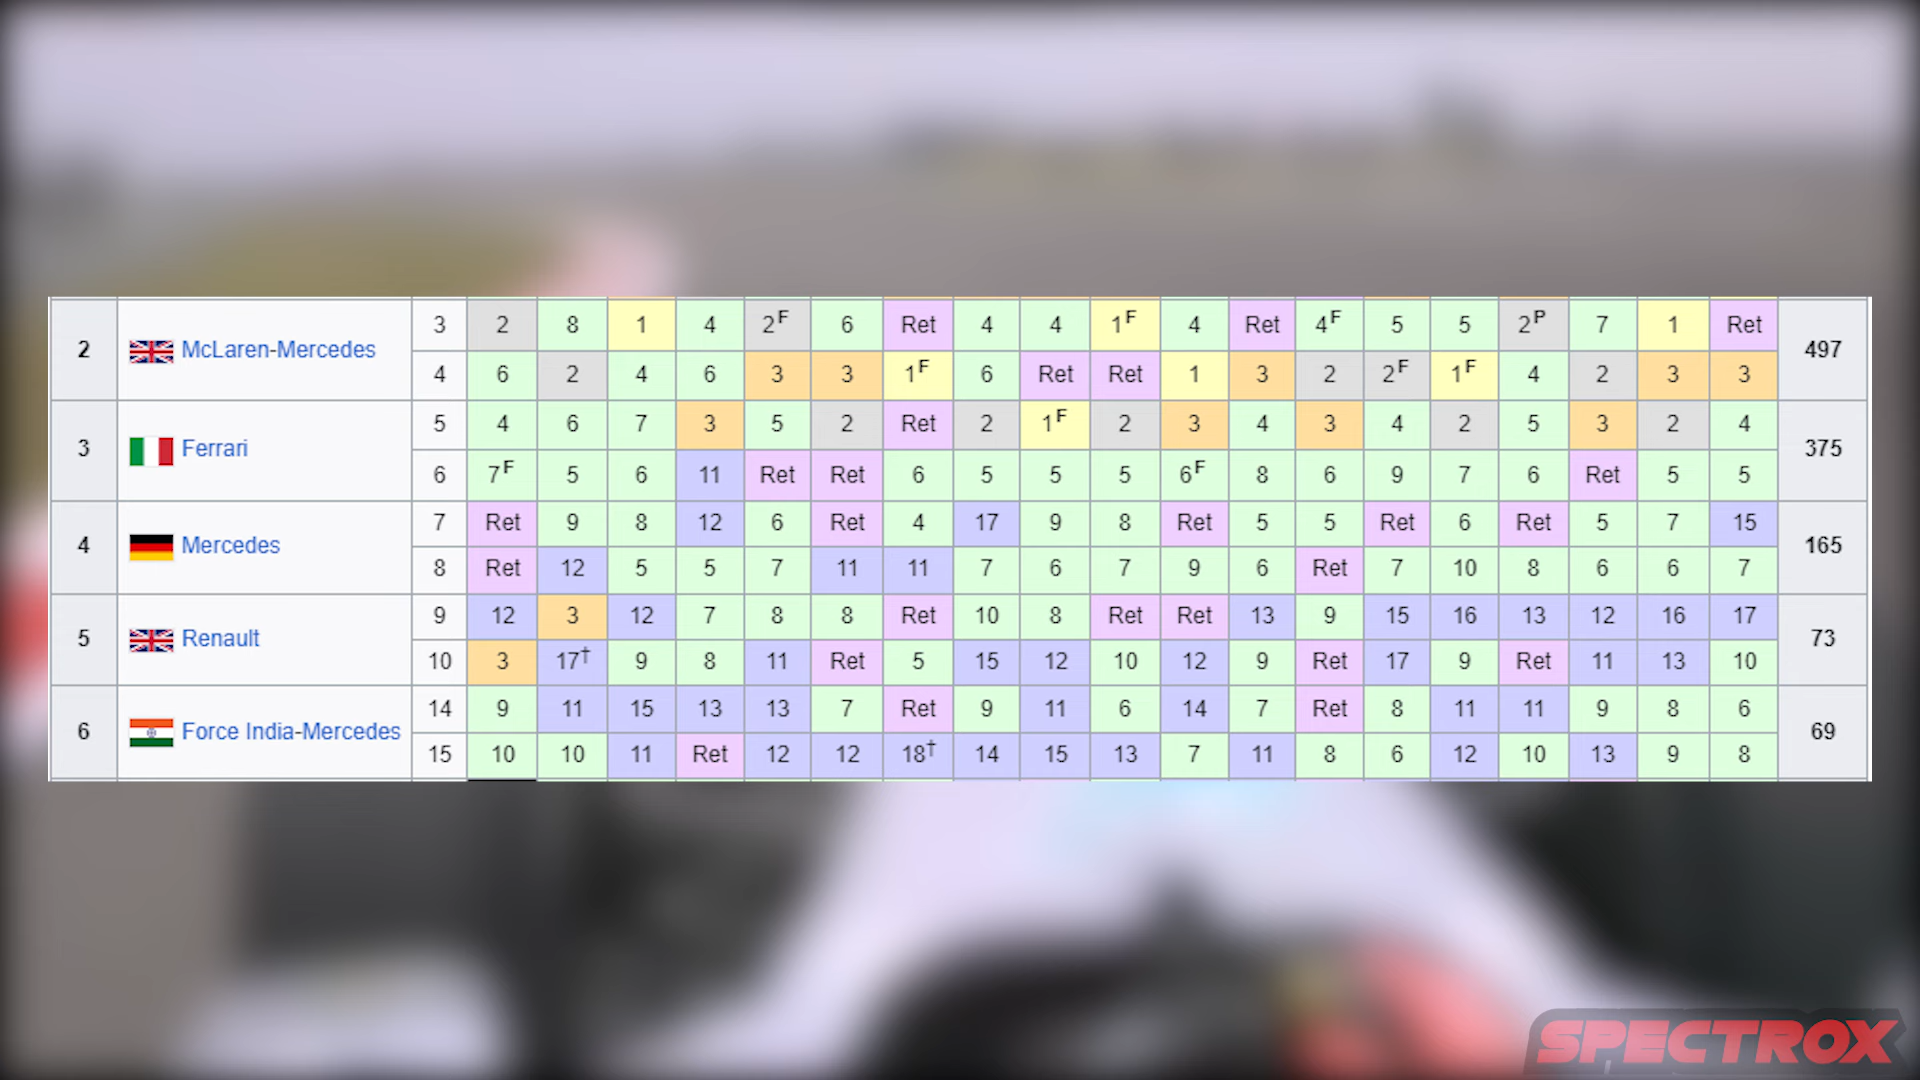 3 2 8 1 4 2F 6 Ret 4 4 1F 4 Ret 4F 5 5 2P 7 1 Ret
2 McLaren-Mercedes 497
4 6 2 4 6 3 3 1F 6 Ret Ret 1 3 2 2F 1F 4 2 3 3
5 4 6 7 3 5 2 Ret 2 1F 2 3 4 3 4 2 5 3 2 4
3 Ferrari 375
6 7F 5 6 11 Ret Ret 6 5 5 5 6F 8 6 9 7 6 Ret 5 5
7 Ret 9 8 12 6 Ret 4 17 9 8 Ret 5 5 Ret 6 Ret 5 7 15
4 Mercedes 165
8 Ret 12 5 5 7 11 11 7 6 7 9 6 Ret 7 10 8 6 6 7
9 12 3 12 7 8 8 Ret 10 8 Ret Ret 13 9 15 16 13 12 16 17
5 Renault 73
10 3 17† 9 8 11 Ret 5 15 12 10 12 9 Ret 17 9 Ret 11 13 10
14 9 11 15 13 13 7 Ret 9 11 6 14 7 Ret 8 11 11 9 8 6
6 Force India-Mercedes 69
15 10 10 11 Ret 12 12 18† 14 15 13 7 11 8 6 12 10 13 9 8
SPECTROX